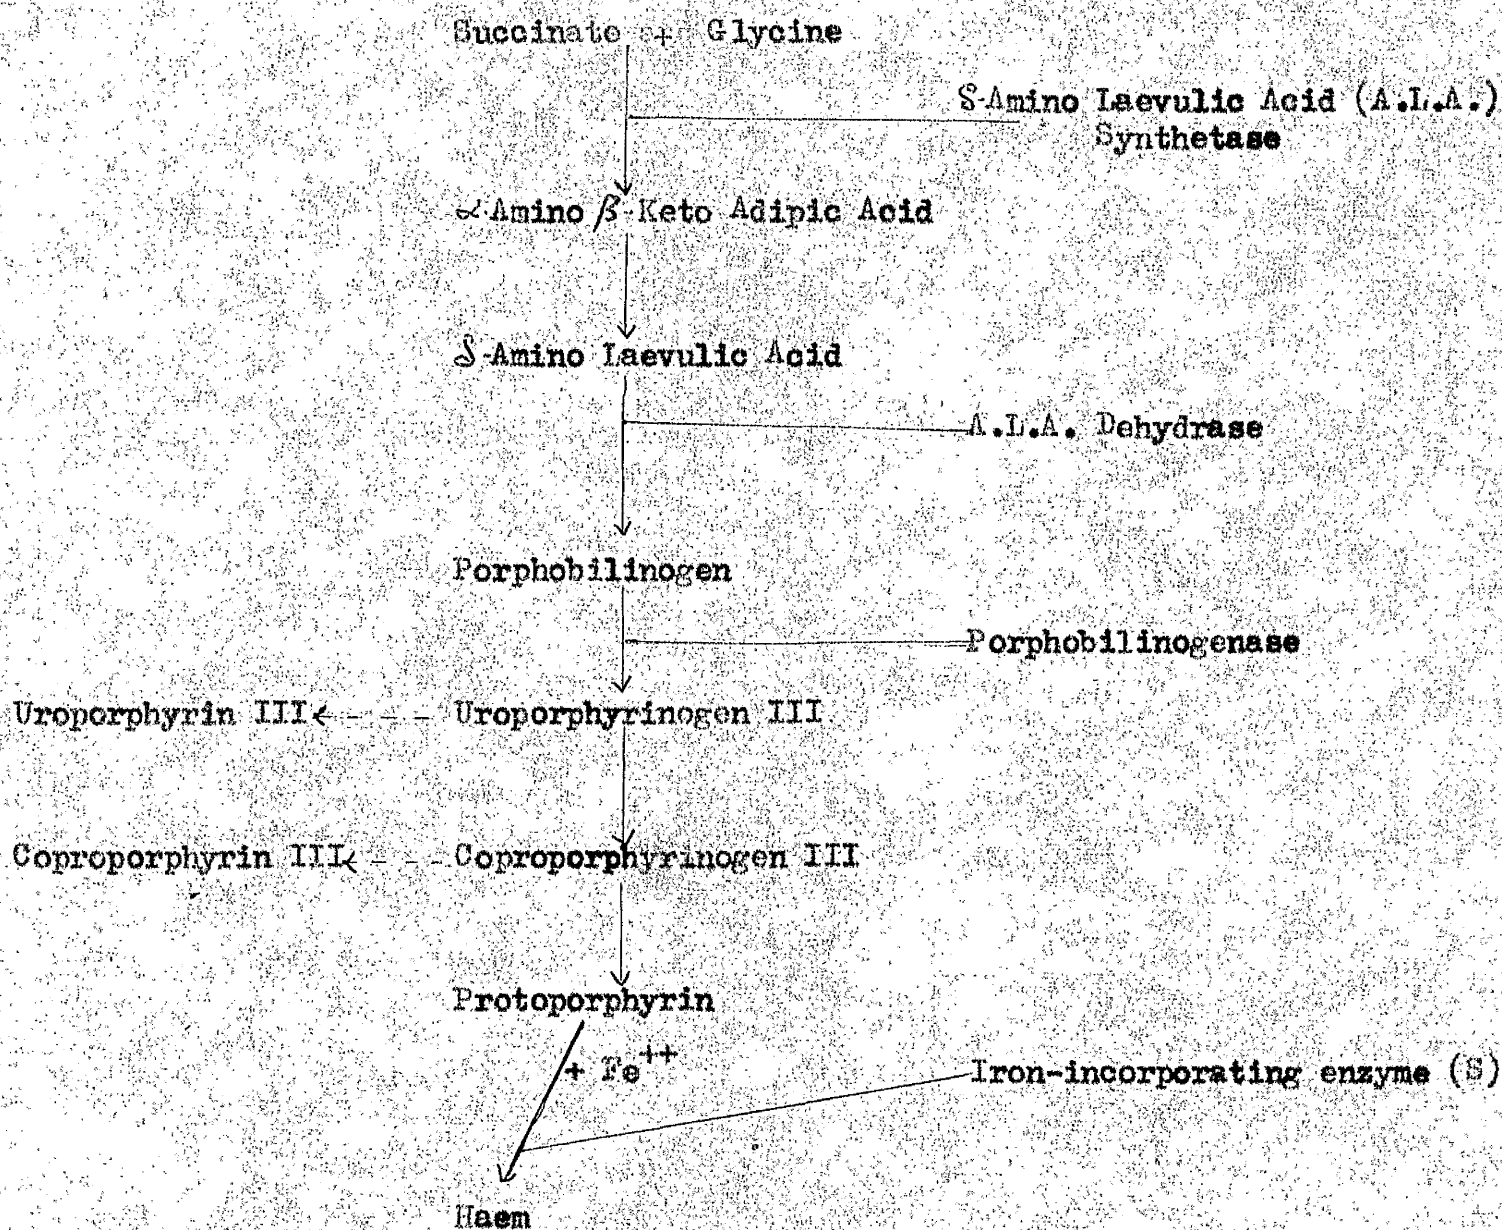 Succinate + Glycine
δ-Amino Laevulic Acid (A.L.A.)
Synthetase
α-Amino β-Keto Adipic Acid
δ-Amino Laevulic Acid
A.L.A. Dehydrase
Porphobilinogen
Porphobilinogenase
Uroporphyrin III Uroporphyrinogen III
Coproporphyrin III Coproporphyrinogen III
Protoporphyrin
+ Fe++
Iron-incorporating enzyme (S)
Haem